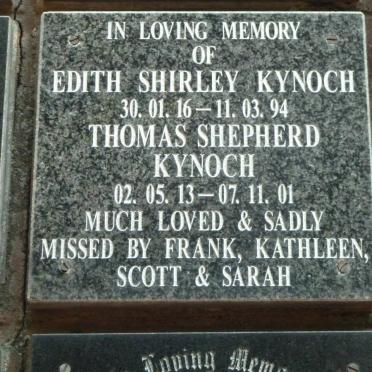 IN LOVING MEMORY
OF
EDITH SHIRLEY KYNOCH
30. 01. 16 — 11. 03. 94
THOMAS SHEPHERD
KYNOCH
02. 05. 13 — 07. 11. 01
MUCH LOVED & SADLY
MISSED BY FRANK, KATHLEEN,
SCOTT & SARAH
Loving